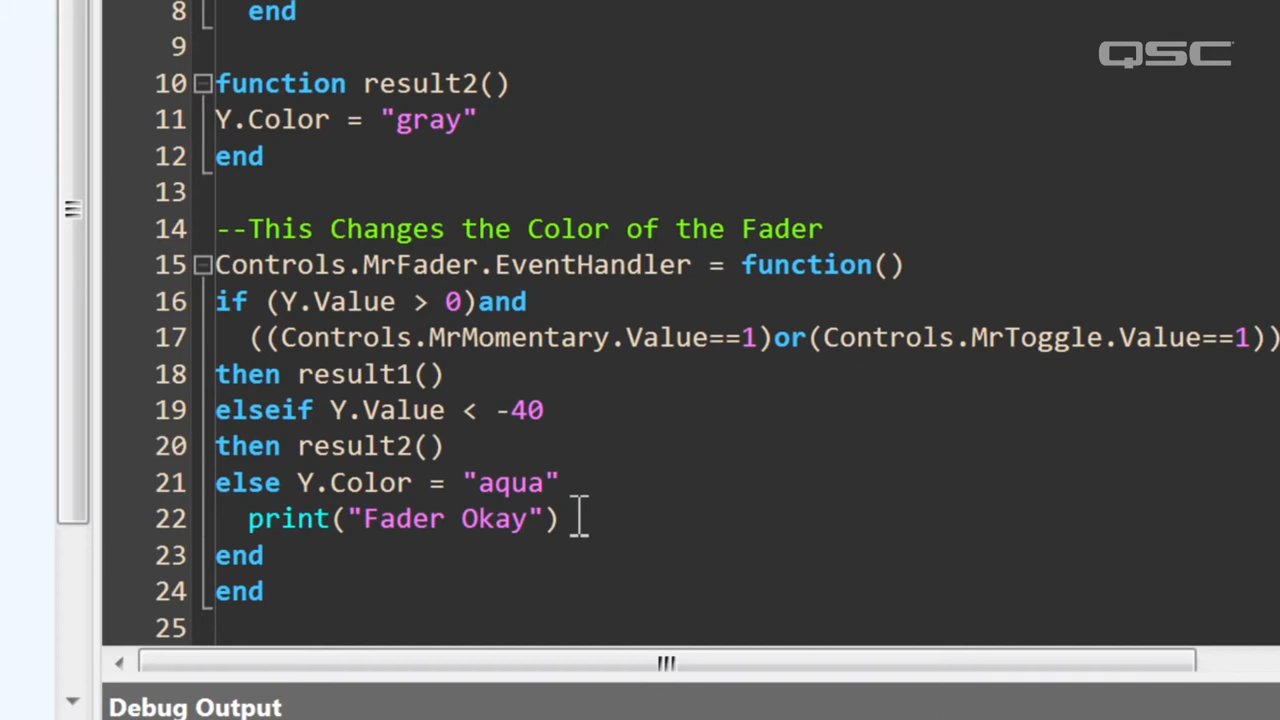 QSC
8 end
9
10 function result2()
11 Y.Color = "gray"
12 end
13
14 --This Changes the Color of the Fader
15 Controls.MrFader.EventHandler = function()
16 if (Y.Value > 0)and
17 ((Controls.MrMomentary.Value==1)or(Controls.MrToggle.Value==1))
18 then result1()
19 elseif Y.Value < -40
20 then result2()
21 else Y.Color = "aqua"
22 print("Fader Okay")
23 end
24 end
25
Debug Output